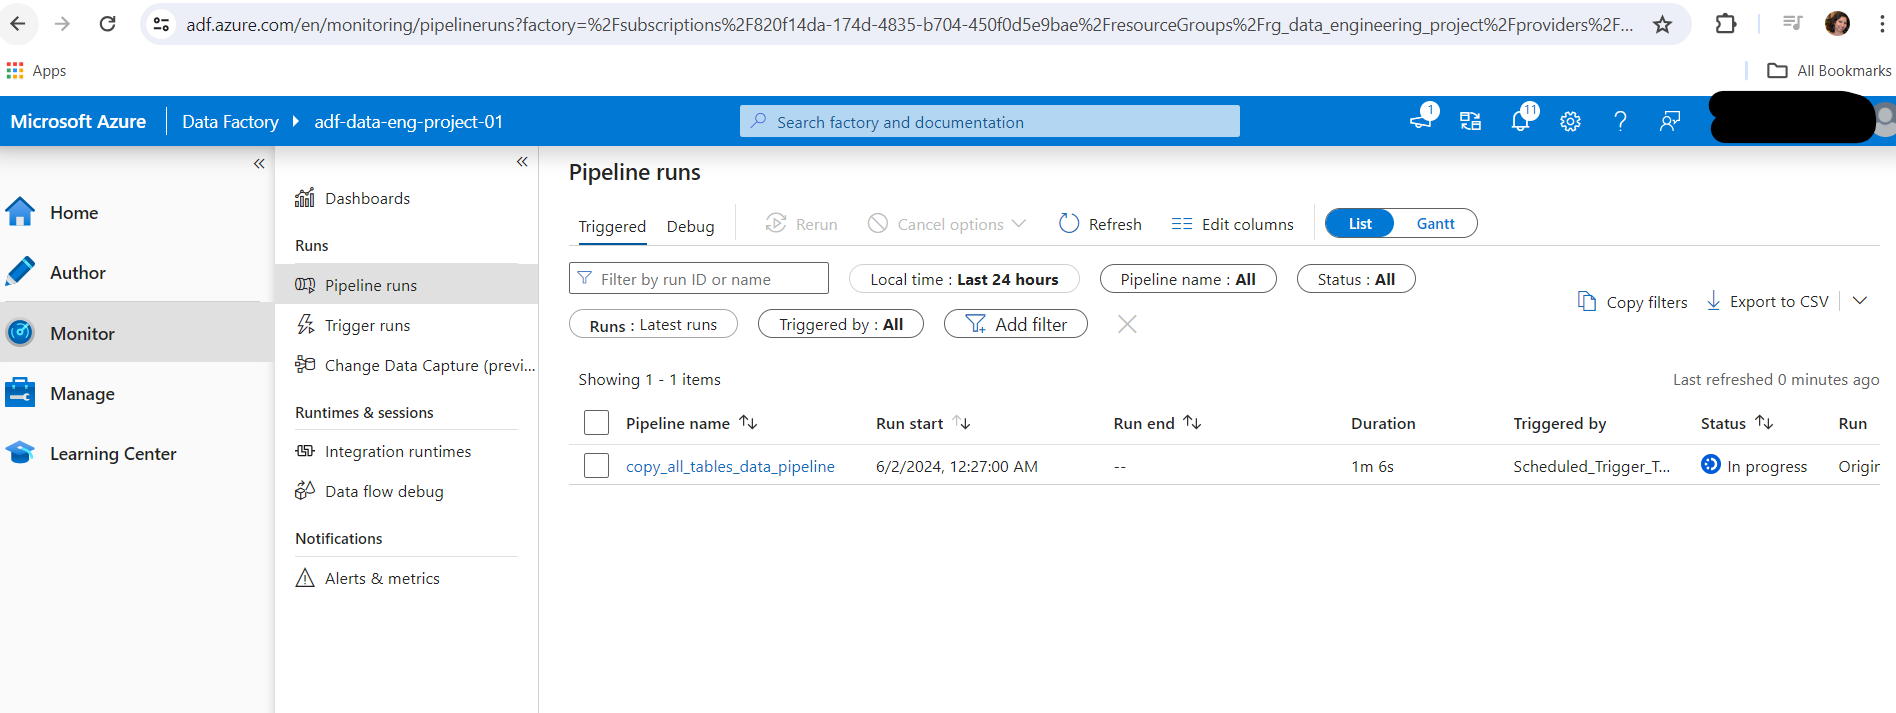 adf.azure.com/en/monitoring/pipelineruns?factory=%2Fsubscriptions%2F820f14da-174d-4835-b704-450f0d5e9bae%2FresourceGroups%2Frg_data_engineering_project%2Fproviders%2F...
Apps
All Bookmarks
Microsoft Azure
Data Factory
adf-data-eng-project-01
Search factory and documentation
1
11
Home
Author
Monitor
Manage
Learning Center
Dashboards
Runs
Pipeline runs
Trigger runs
Change Data Capture (previ...
Runtimes & sessions
Integration runtimes
Data flow debug
Notifications
Alerts & metrics
Pipeline runs
Triggered Debug Rerun Cancel options Refresh Edit columns List Gantt
Filter by run ID or name Local time : Last 24 hours Pipeline name : All Status : All
Copy filters Export to CSV
Runs : Latest runs Triggered by : All Add filter
Showing 1 - 1 items Last refreshed 0 minutes ago
Pipeline name Run start Run end Duration Triggered by Status Run
copy_all_tables_data_pipeline 6/2/2024, 12:27:00 AM -- 1m 6s Scheduled_Trigger_T... In progress Origin